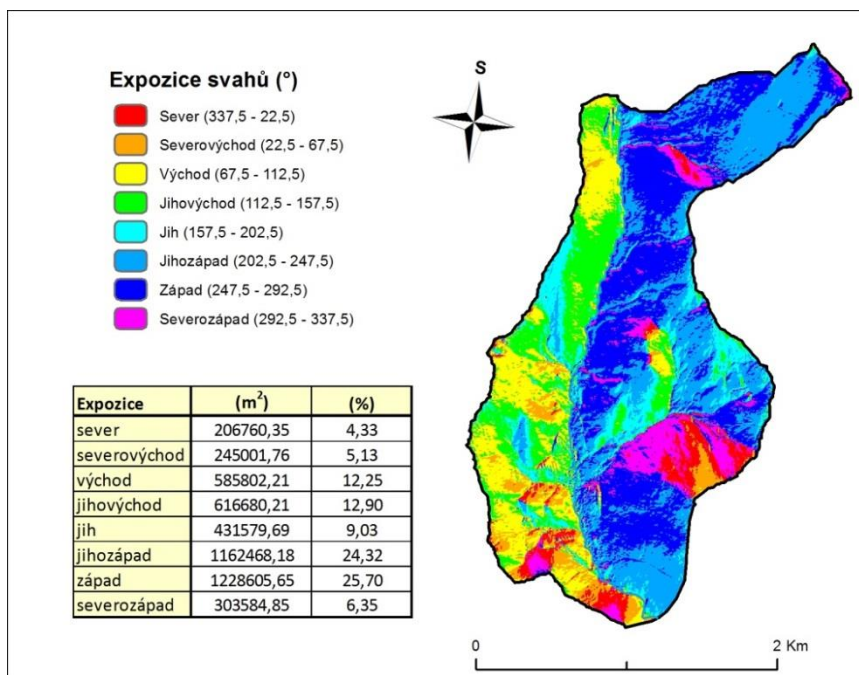 Expozice svahů (°)
Sever (337,5 - 22,5)
Severovýchod (22,5 - 67,5)
Východ (67,5 - 112,5)
Jihovýchod (112,5 - 157,5)
Jih (157,5 - 202,5)
Jihozápad (202,5 - 247,5)
Západ (247,5 - 292,5)
Severozápad (292,5 - 337,5)
S
Expozice (m²) (%)
sever 206760,35 4,33
severovýchod 245001,76 5,13
východ 585802,21 12,25
jihovýchod 616680,21 12,90
jih 431579,69 9,03
jihozápad 1162468,18 24,32
západ 1228605,65 25,70
severozápad 303584,85 6,35
0 2 Km